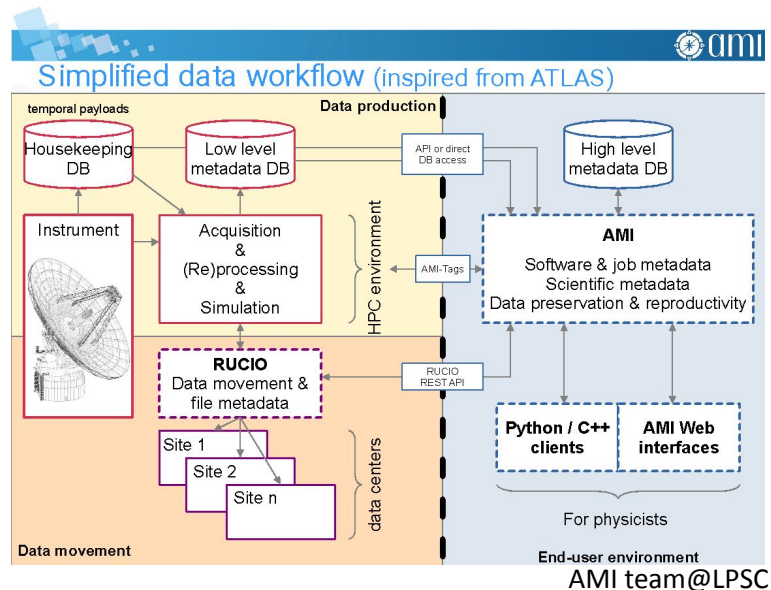 ami
Simplified data workflow (inspired from ATLAS)
temporal payloads
Data production
Housekeeping
DB
Low level
metadata DB
API or direct
DB access
High level
metadata DB
Instrument
Acquisition
&
(Re)processing
&
Simulation
HPC environment
AMI-Tags
AMI
Software & job metadata
Scientific metadata
Data preservation & reproductivity
RUCIO
Data movement &
file metadata
RUCIO
REST API
Site 1
Site 2
Site n
data centers
Python / C++
clients
AMI Web
interfaces
For physicists
Data movement
End-user environment
AMI team@LPSC